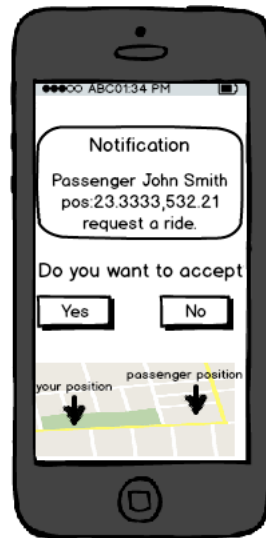 ABC01:34 PM
Notification
Passenger John Smith
pos:23.3333,532.21
request a ride.
Do you want to accept
Yes No
passenger position
your position